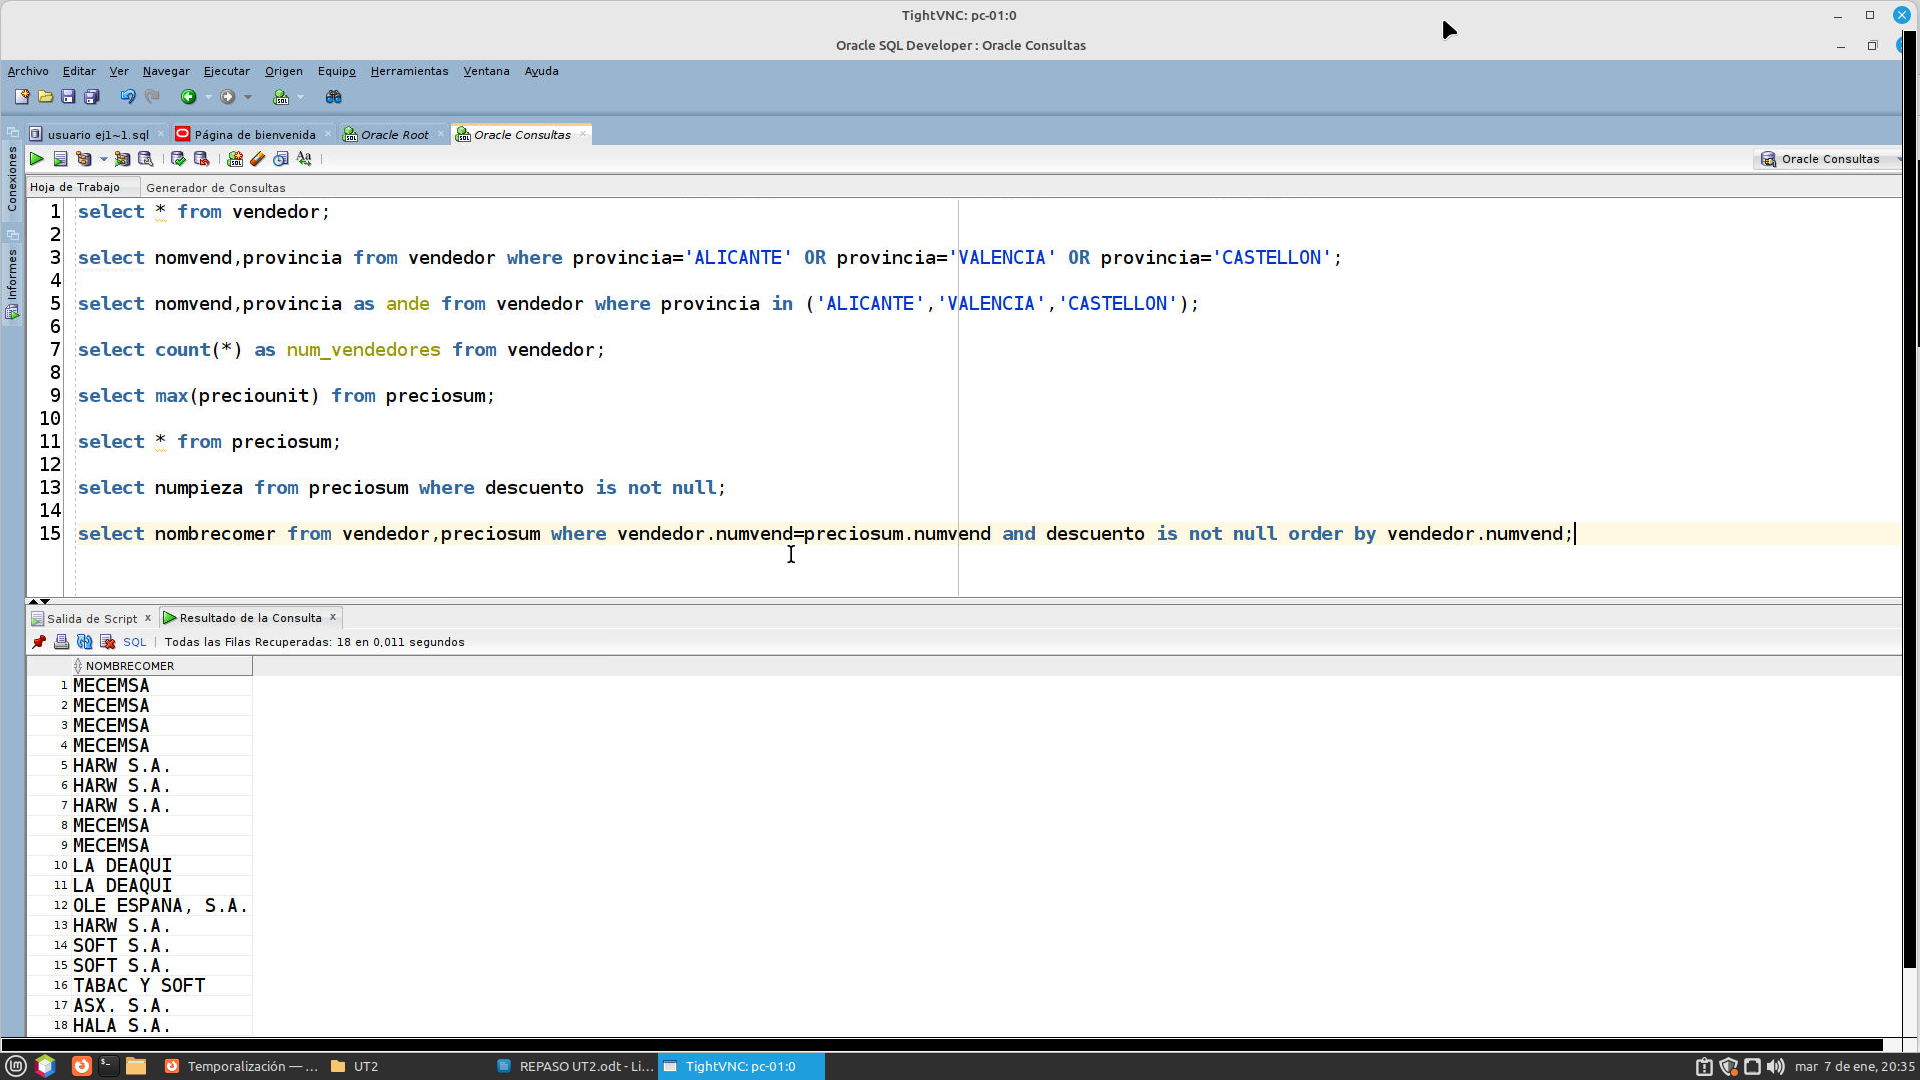 TightVNC: pc-01:0
Oracle SQL Developer : Oracle Consultas
Archivo Editar Ver Navegar Ejecutar Origen Equipo Herramientas Ventana Ayuda
usuario ej1~1.sql Página de bienvenida Oracle Root Oracle Consultas
Oracle Consultas
Conexiones
Informes
Hoja de Trabajo Generador de Consultas
1 select * from vendedor;
2
3 select nomvend,provincia from vendedor where provincia='ALICANTE' OR provincia='VALENCIA' OR provincia='CASTELLON';
4
5 select nomvend,provincia as ande from vendedor where provincia in ('ALICANTE','VALENCIA','CASTELLON');
6
7 select count(*) as num_vendedores from vendedor;
8
9 select max(preciounit) from preciosum;
10
11 select * from preciosum;
12
13 select numpieza from preciosum where descuento is not null;
14
15 select nombrecomer from vendedor,preciosum where vendedor.numvend=preciosum.numvend and descuento is not null order by vendedor.numvend;
Salida de Script x Resultado de la Consulta x
SQL | Todas las Filas Recuperadas: 18 en 0,011 segundos
NOMBRECOMER
1 MECEMSA
2 MECEMSA
3 MECEMSA
4 MECEMSA
5 HARW S.A.
6 HARW S.A.
7 HARW S.A.
8 MECEMSA
9 MECEMSA
10 LA DEAQUI
11 LA DEAQUI
12 OLE ESPANA, S.A.
13 HARW S.A.
14 SOFT S.A.
15 SOFT S.A.
16 TABAC Y SOFT
17 ASX. S.A.
18 HALA S.A.
Temporalización — ... UT2 REPASO UT2.odt - Li... TightVNC: pc-01:0 mar 7 de ene, 20:35